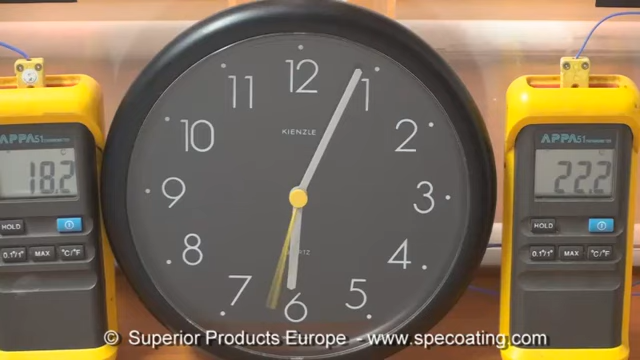 APPA 51
18.2
HOLD
0.1°/1°
MAX
°C/°F
12
1
2
3
4
5
6
7
8
9
10
11
KIENZLE
APPA 51
22.2
HOLD
0.1°/1°
MAX
°C/°F
© Superior Products Europe - www.specoating.com